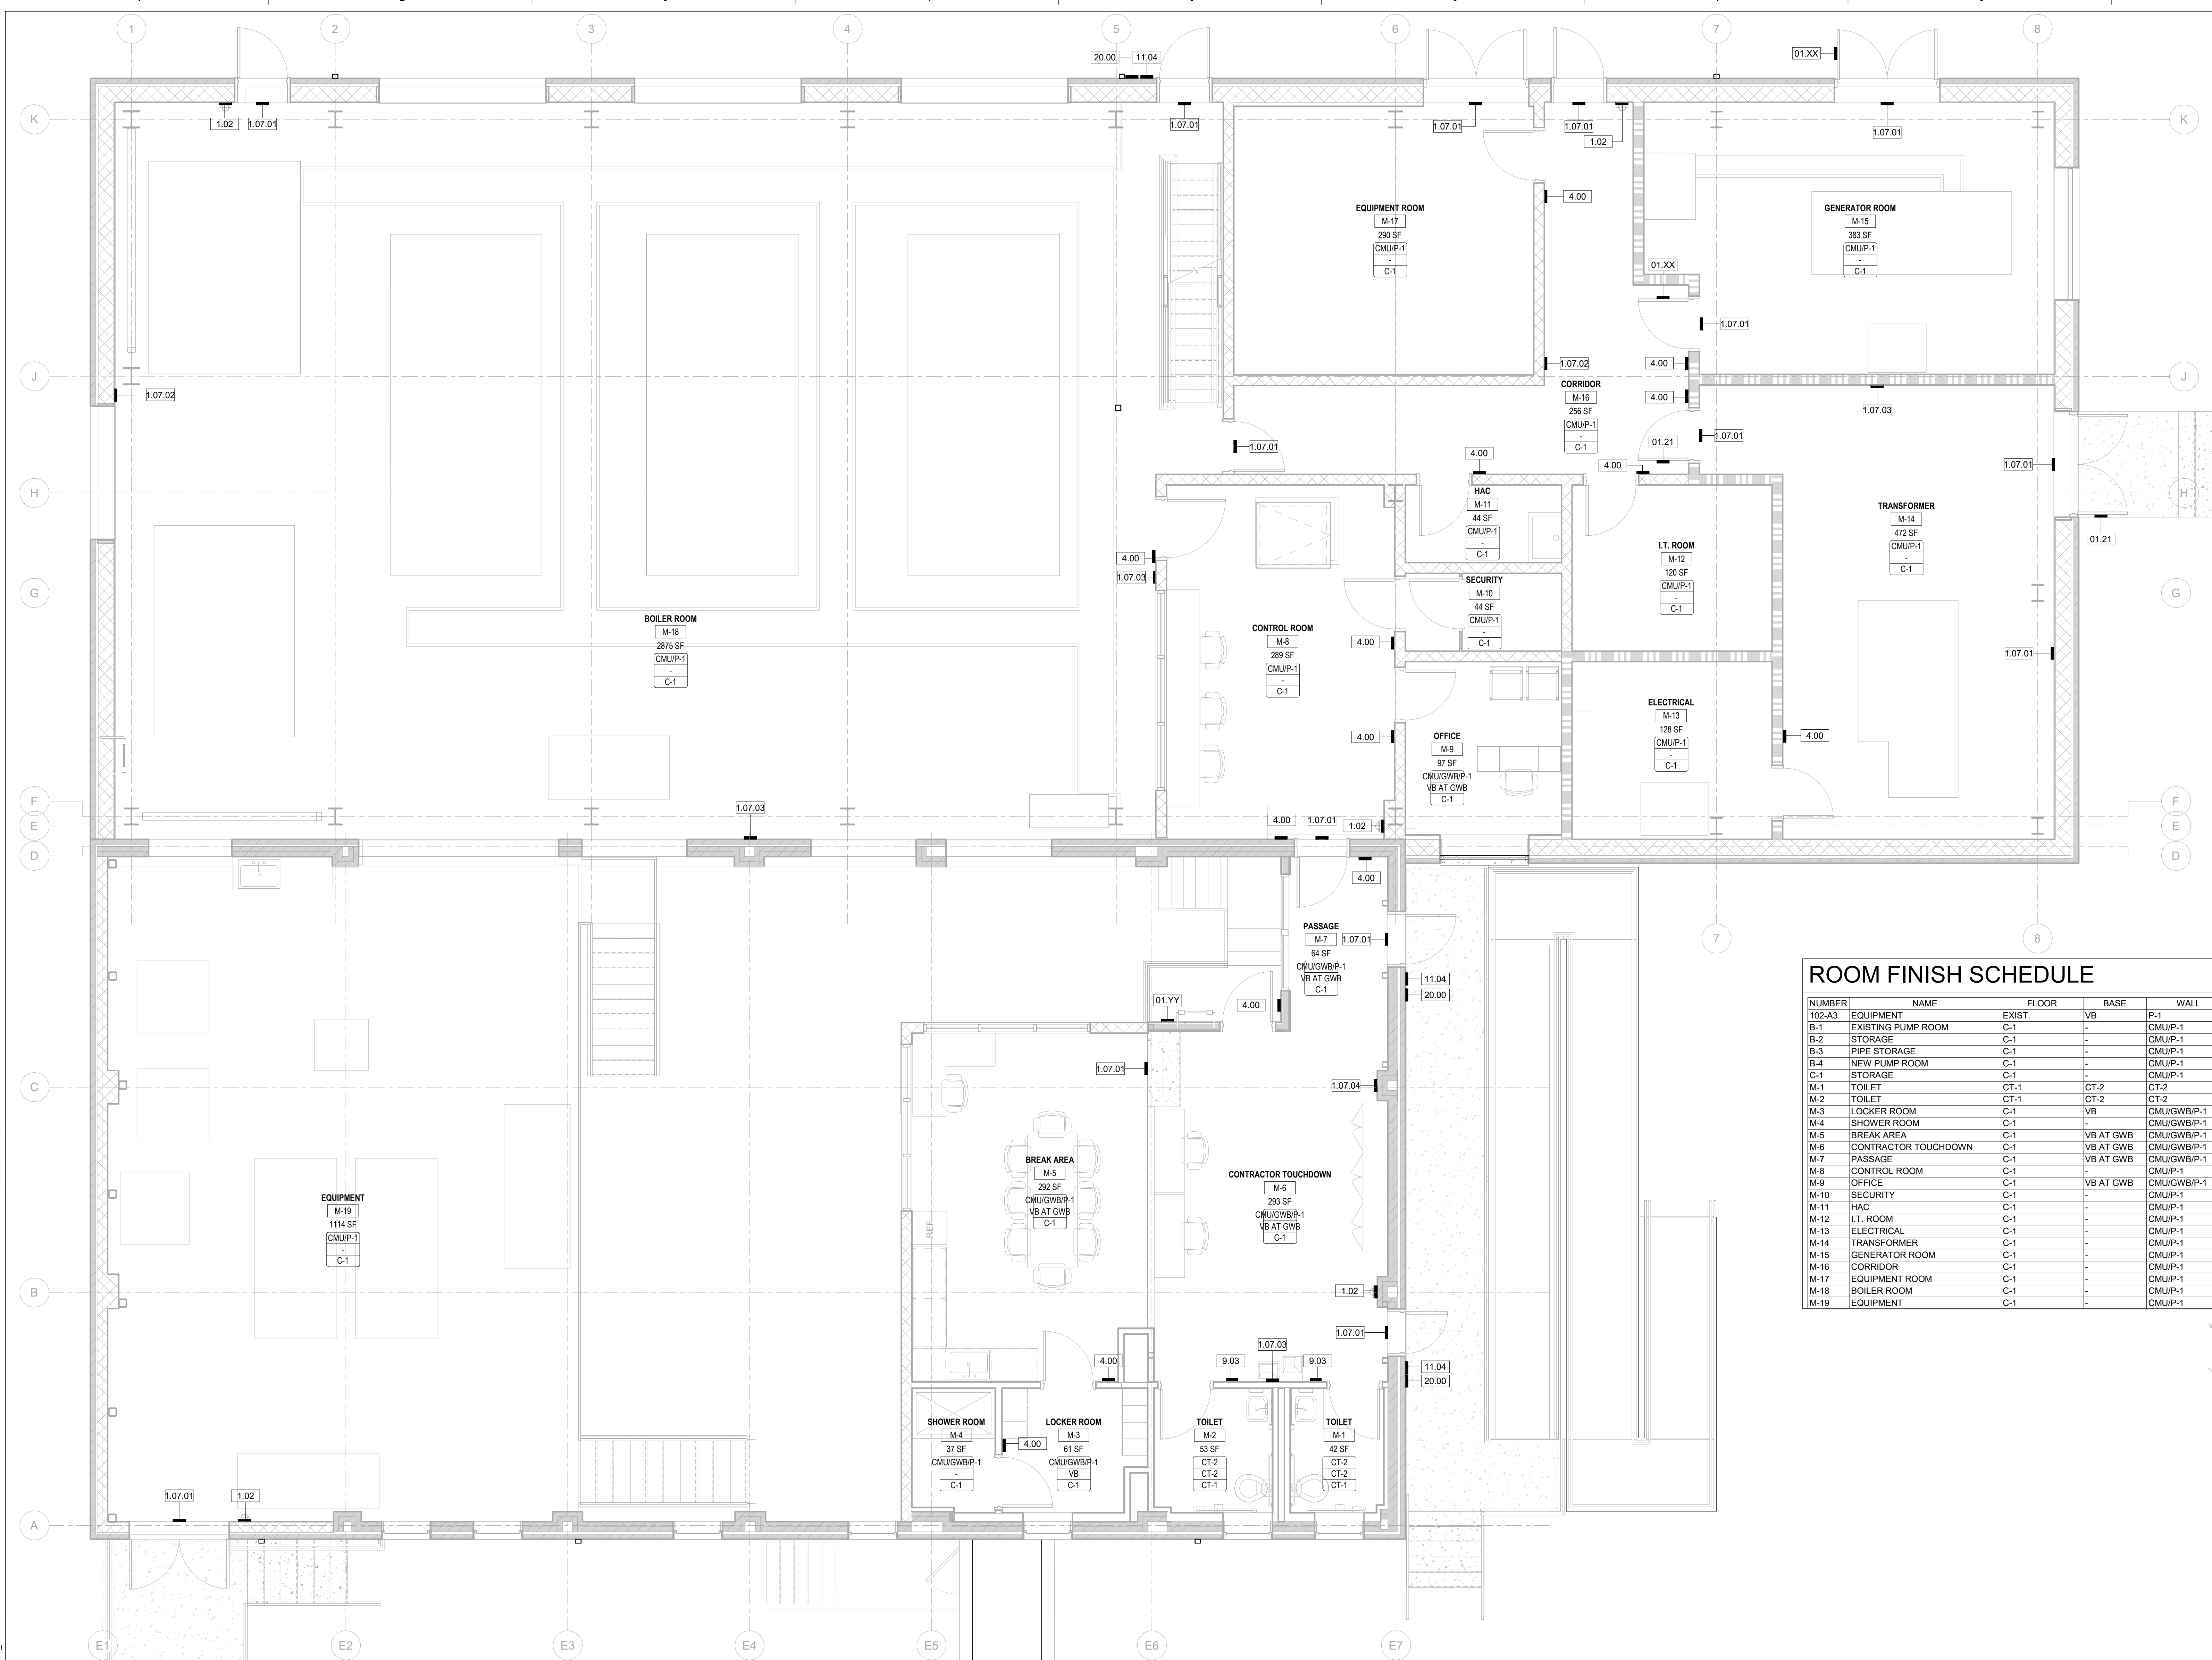 1 2 3 4 5 6 7 8
20.00 11.04
01.XX
K K
1.02 1.07.01
1.07.01
1.07.01
1.07.01
1.02
1.07.01
4.00
EQUIPMENT ROOM
M-17
290 SF
CMU/P-1
-
C-1
GENERATOR ROOM
M-15
383 SF
CMU/P-1
-
C-1
01.XX
1.07.01
4.00
1.07.02
J J
1.07.02
CORRIDOR
M-16
256 SF
CMU/P-1
-
C-1
4.00
1.07.03
1.07.01
1.07.01
01.21
4.00
4.00
1.07.01
H H
HAC
M-11
44 SF
CMU/P-1
-
C-1
TRANSFORMER
M-14
472 SF
CMU/P-1
-
C-1
01.21
I.T. ROOM
M-12
120 SF
CMU/P-1
-
C-1
4.00
1.07.03
G G
SECURITY
M-10
44 SF
CMU/P-1
-
C-1
BOILER ROOM
M-18
2875 SF
CMU/P-1
-
C-1
CONTROL ROOM
M-8
289 SF
CMU/P-1
-
C-1
4.00
1.07.01
ELECTRICAL
M-13
128 SF
CMU/P-1
-
C-1
4.00
4.00
OFFICE
M-9
97 SF
CMU/GWB/P-1
VB AT GWB
C-1
F F
1.07.03
4.00 1.07.01 1.02
E E
D D
4.00
PASSAGE
M-7
64 SF
CMU/GWB/P-1
VB AT GWB
C-1
1.07.01
7 8
11.04
20.00
01.YY
4.00
ROOM FINISH SCHEDULE
NUMBER NAME FLOOR BASE WALL
102-A3 EQUIPMENT EXIST. VB P-1
B-1 EXISTING PUMP ROOM C-1 - CMU/P-1
B-2 STORAGE C-1 - CMU/P-1
B-3 PIPE STORAGE C-1 - CMU/P-1
B-4 NEW PUMP ROOM C-1 - CMU/P-1
C-1 STORAGE C-1 - CMU/P-1
M-1 TOILET CT-1 CT-2 CT-2
M-2 TOILET CT-1 CT-2 CT-2
M-3 LOCKER ROOM C-1 VB CMU/GWB/P-1
M-4 SHOWER ROOM C-1 - CMU/GWB/P-1
M-5 BREAK AREA C-1 VB AT GWB CMU/GWB/P-1
M-6 CONTRACTOR TOUCHDOWN C-1 VB AT GWB CMU/GWB/P-1
M-7 PASSAGE C-1 VB AT GWB CMU/GWB/P-1
M-8 CONTROL ROOM C-1 - CMU/P-1
M-9 OFFICE C-1 VB AT GWB CMU/GWB/P-1
M-10 SECURITY C-1 - CMU/P-1
M-11 HAC C-1 - CMU/P-1
M-12 I.T. ROOM C-1 - CMU/P-1
M-13 ELECTRICAL C-1 - CMU/P-1
M-14 TRANSFORMER C-1 - CMU/P-1
M-15 GENERATOR ROOM C-1 - CMU/P-1
M-16 CORRIDOR C-1 - CMU/P-1
M-17 EQUIPMENT ROOM C-1 - CMU/P-1
M-18 BOILER ROOM C-1 - CMU/P-1
M-19 EQUIPMENT C-1 - CMU/P-1
C
1.07.01
1.07.04
BREAK AREA
M-5
292 SF
CMU/GWB/P-1
VB AT GWB
C-1
CONTRACTOR TOUCHDOWN
M-6
293 SF
CMU/GWB/P-1
VB AT GWB
C-1
EQUIPMENT
M-19
1114 SF
CMU/P-1
-
C-1
REF.
B
1.02
1.07.01
1.07.03
4.00
9.03 9.03
11.04
20.00
SHOWER ROOM
M-4
37 SF
CMU/GWB/P-1
-
C-1
4.00
LOCKER ROOM
M-3
61 SF
CMU/GWB/P-1
VB
C-1
TOILET
M-2
53 SF
CT-2
CT-2
CT-1
TOILET
M-1
42 SF
CT-2
CT-2
CT-1
1.07.01 1.02
A
E1 E2 E3 E4 E5 E6 E7